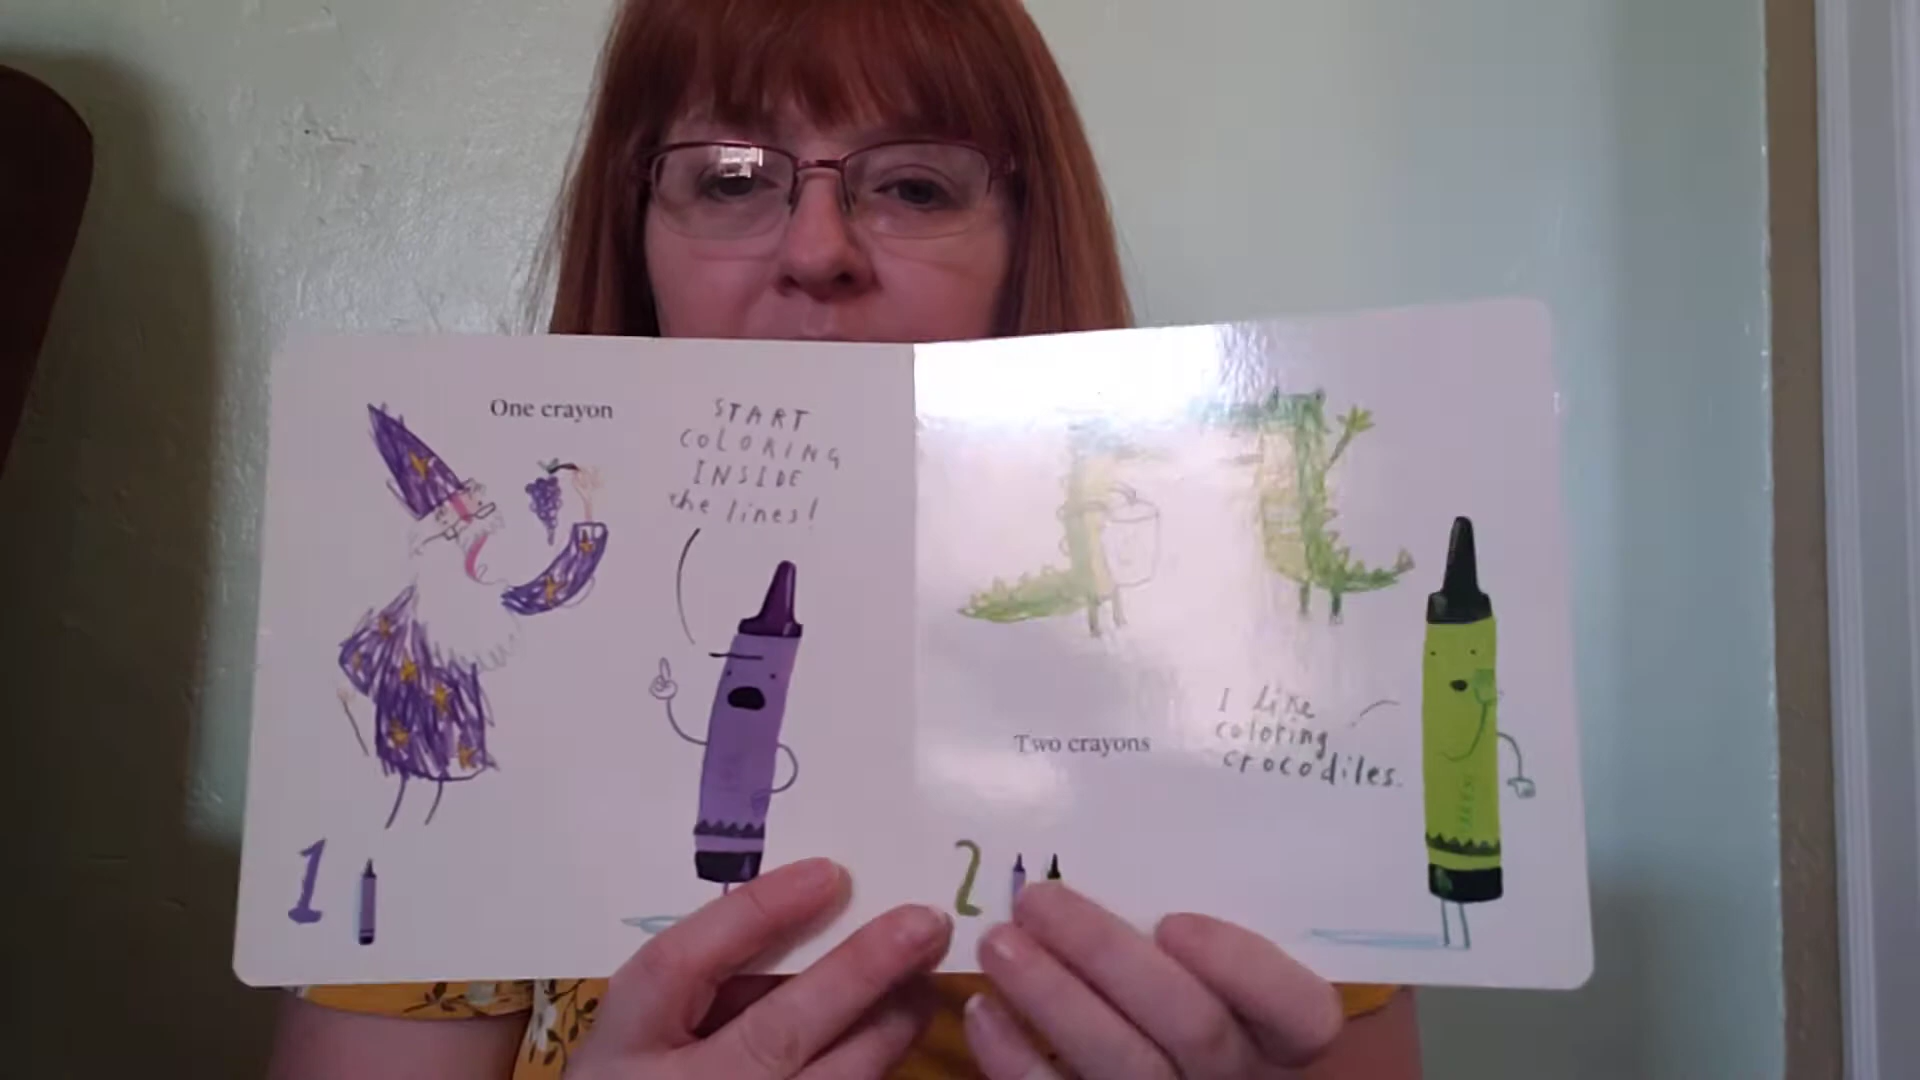 One crayon
START
COLORING
INSIDE
the lines!
1
Two crayons
I like
coloring
crocodiles.
2